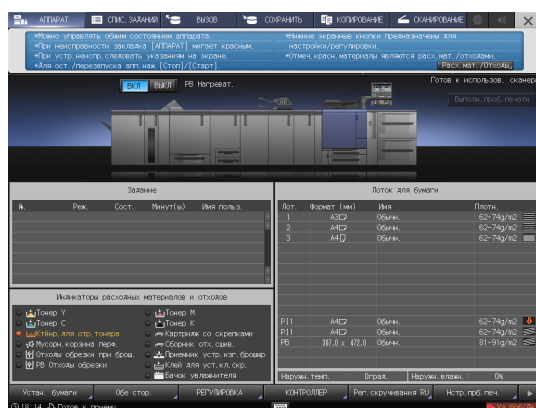 АППАРАТ
СПИС. ЗАДАНИЙ
ВЫЗОВ
СОХРАНИТЬ
КОПИРОВАНИЕ
СКАНИРОВАНИЕ
*Можно управлять общим состоянием аппарата.
*При неисправности закладка [АППАРАТ] мигает красным.
*При устр.неиспр.следовать указаниям на экране.
*Для ост./перезапуска апп.наж.[Стоп]/[Старт].
*Нижние экранные кнопки предназначены для
настройки/регулировки.
*Отмеч.красн.материалы являются расх.мат./отходами.
Расх.мат./Отходы
ВКЛ
ВЫКЛ
PB Нагреват.
Готов к использов. сканер
Выполн.проб.печати
Задание
№.
Реж.
Сост.
Минут(ы)
Имя польз.
Лоток для бумаги
Лот.
Формат (мм)
Имя
Плотн.
1 A3 Обычн. 62-74g/m2
2 A4 Обычн. 62-74g/m2
3 A4 Обычн. 62-74g/m2
PI1 A4 Обычн. 62-74g/m2
PI1 A4 Обычн. 62-74g/m2
PB 307,0 x 472,0 Обычн. 81-91g/m2
Индикаторы расходных материалов и отходов
Тонер Y
Тонер M
Тонер C
Тонер K
Ктйнр.для отр.тонера
Картридж со скрепками
Мусорн.корзина перф.
Сборник отх.сшив.
Отходы обрезки при брош.
Приемник устр.изг.брошюр
PB Отходы обрезки
Клей для уст.кл.скр.
Бачок увлажнителя
Наружн.темп.
0град.
Наружн.влажн.
0%
Устан. бумаги
Обе стор.
РЕГУЛИРОВКА
КОНТРОЛЛЕР
Рег.скручивания RU
Нстр.прб.печ.
18:14
Готов к приему